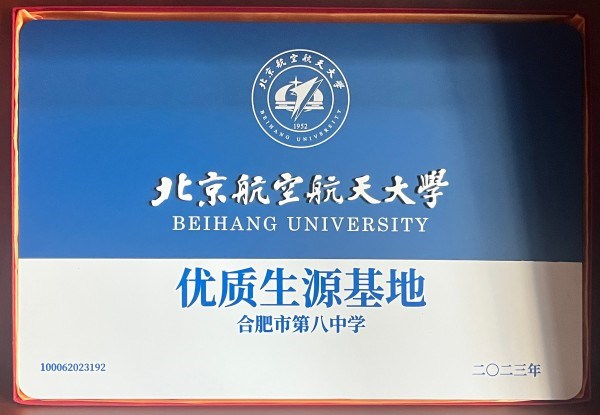 北京航空航天大学
1952
BEIHANG UNIVERSITY
北京航空航天大學
BEIHANG UNIVERSITY
优质生源基地
合肥市第八中学
100062023192
二〇二三年